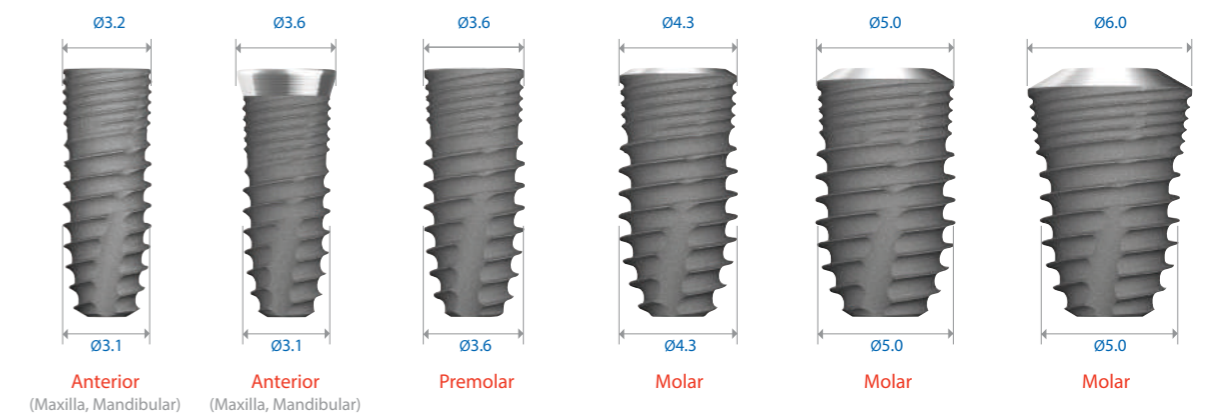 Ø3.2 Ø3.6 Ø3.6 Ø4.3 Ø5.0 Ø6.0
Ø3.1 Ø3.1 Ø3.6 Ø4.3 Ø5.0 Ø5.0
Anterior Anterior Premolar Molar Molar Molar
(Maxilla, Mandibular) (Maxilla, Mandibular)